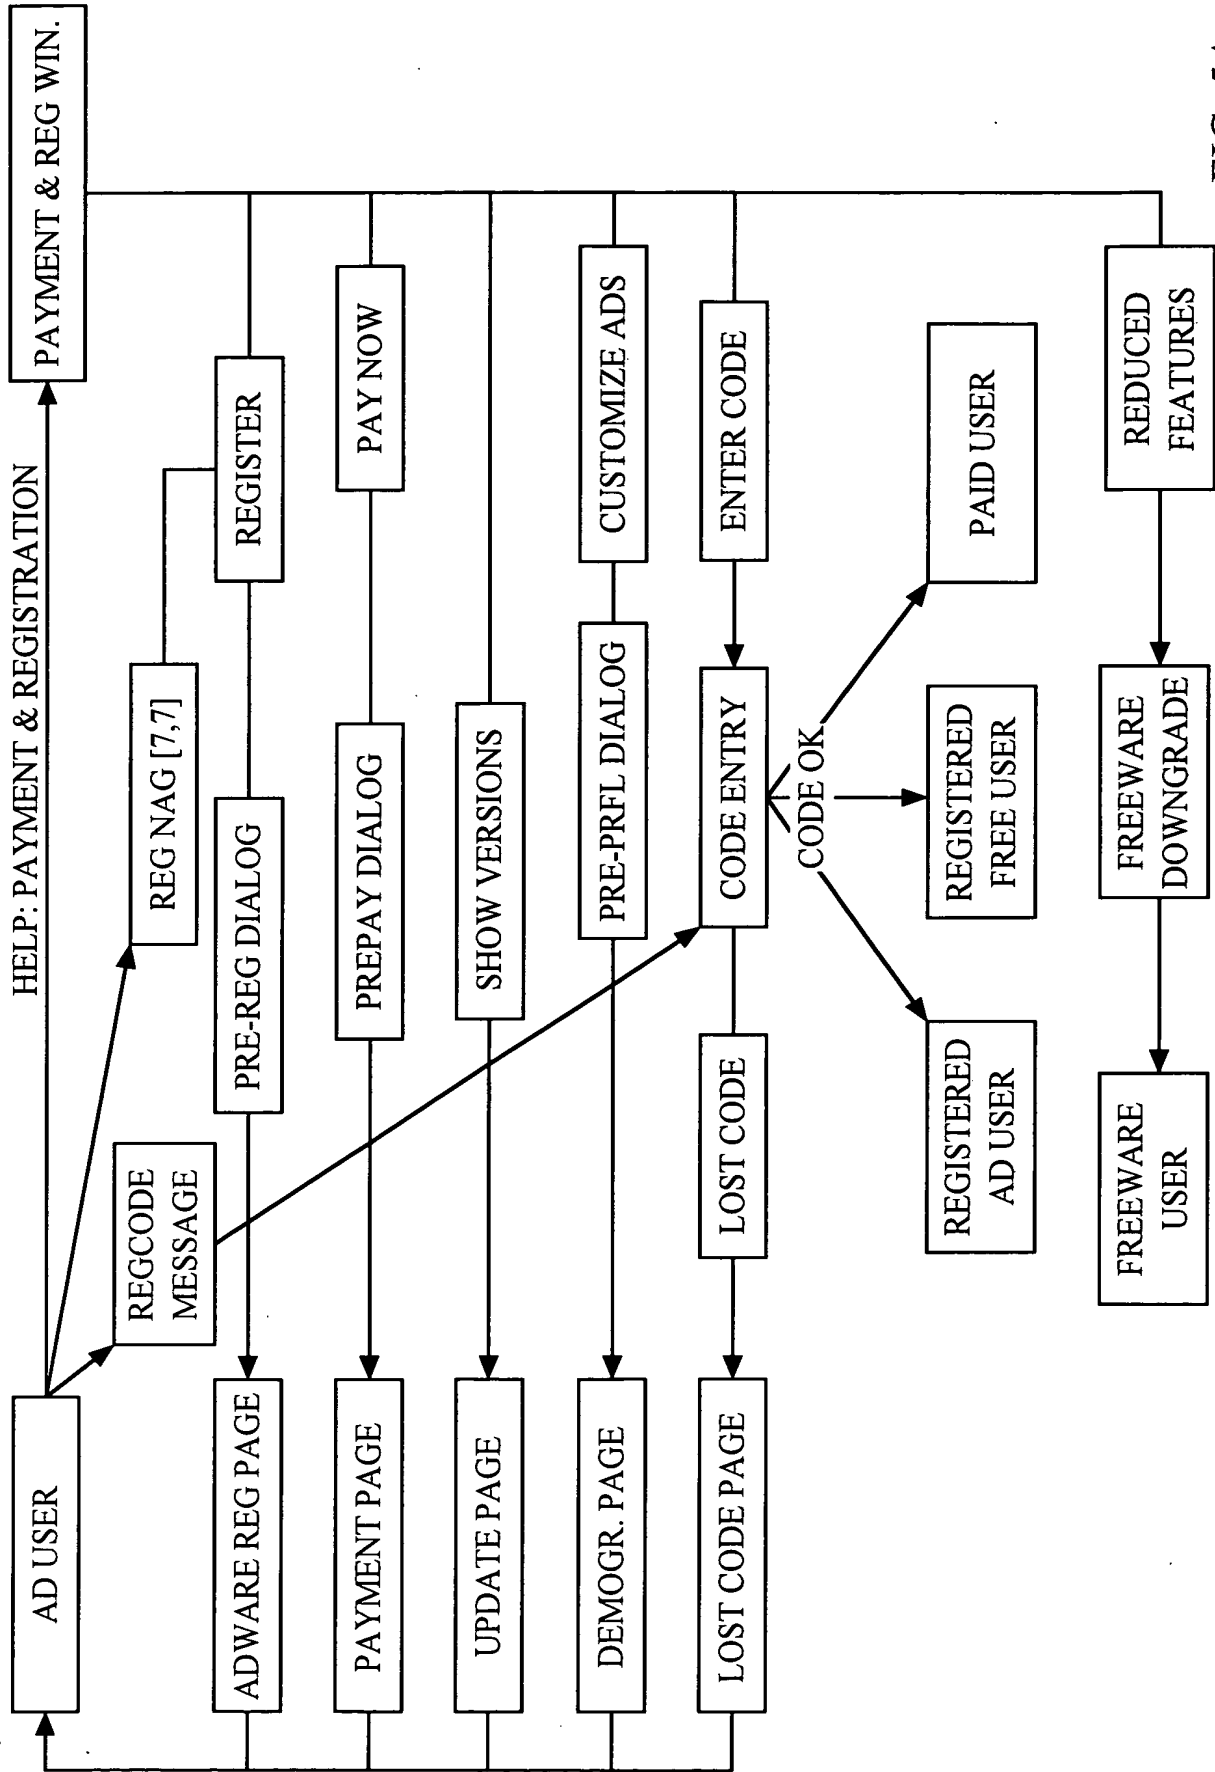 HELP: PAYMENT & REGISTRATION
AD USER
PAYMENT & REG WIN.
REGCODE
MESSAGE
REG NAG [7,7]
ADWARE REG PAGE
PRE-REG DIALOG
REGISTER
PAYMENT PAGE
PREPAY DIALOG
PAY NOW
UPDATE PAGE
SHOW VERSIONS
DEMOGR. PAGE
PRE-PRFL DIALOG
CUSTOMIZE ADS
LOST CODE PAGE
LOST CODE
CODE ENTRY
ENTER CODE
CODE OK
REGISTERED
AD USER
REGISTERED
FREE USER
PAID USER
FREEWARE
USER
FREEWARE
DOWNGRADE
REDUCED
FEATURES